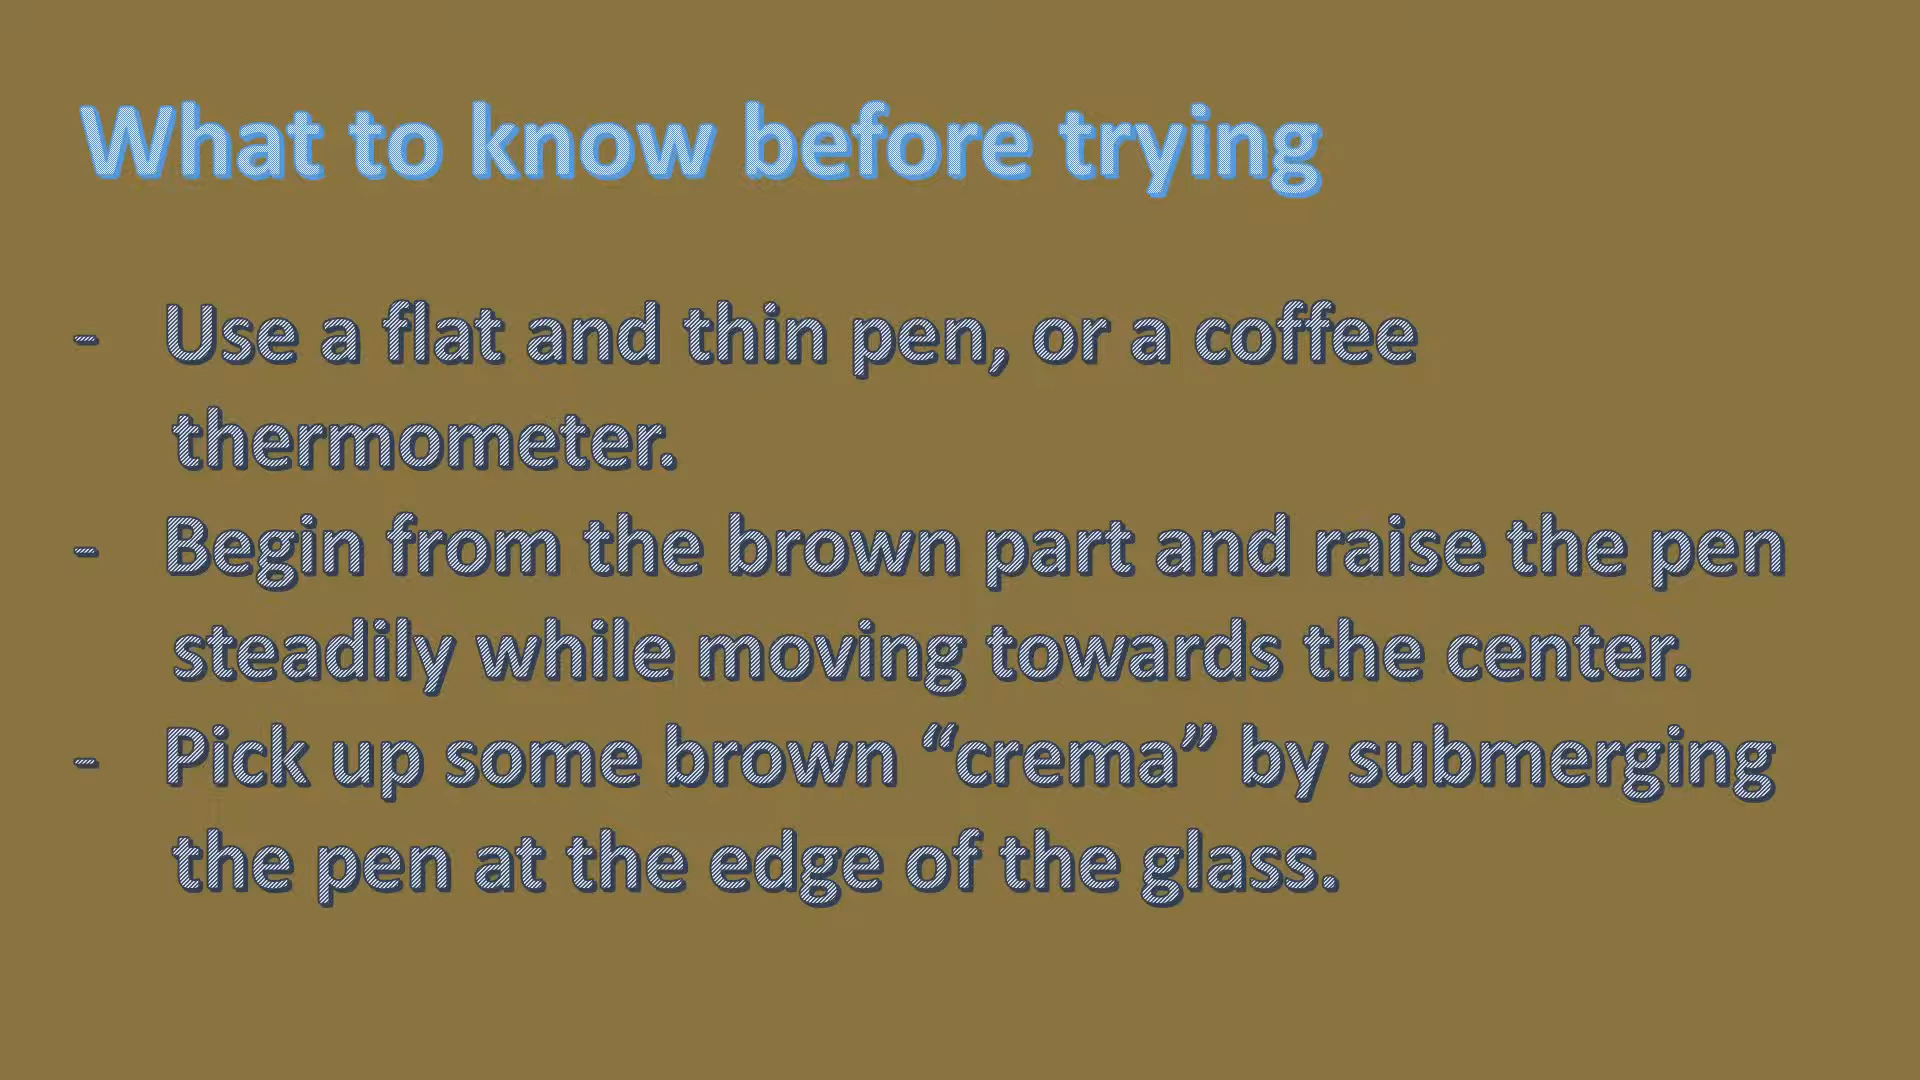 What to know before trying
- Use a flat and thin pen, or a coffee
thermometer.
- Begin from the brown part and raise the pen
steadily while moving towards the center.
- Pick up some brown “crema” by submerging
the pen at the edge of the glass.